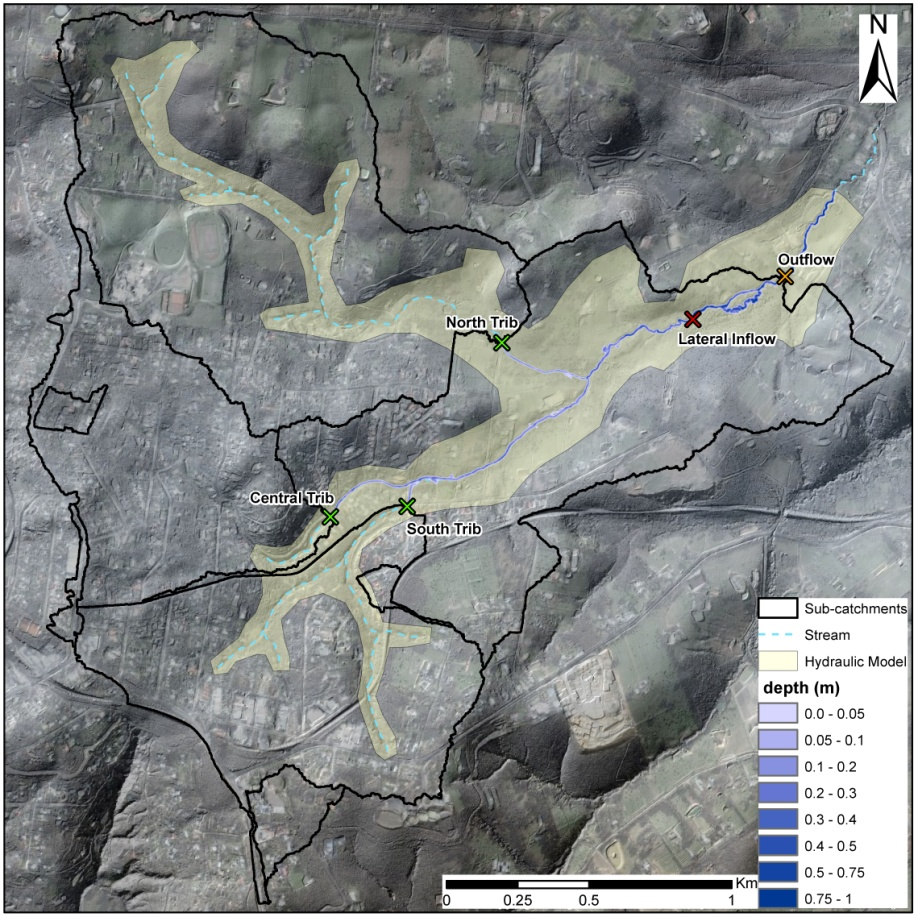 N
Outflow
North Trib
Lateral Inflow
Central Trib
South Trib
Sub-catchments
Stream
Hydraulic Model
depth (m)
0.0 - 0.05
0.05 - 0.1
0.1 - 0.2
0.2 - 0.3
0.3 - 0.4
0.4 - 0.5
0.5 - 0.75
0.75 - 1
Km
0 0.25 0.5 1